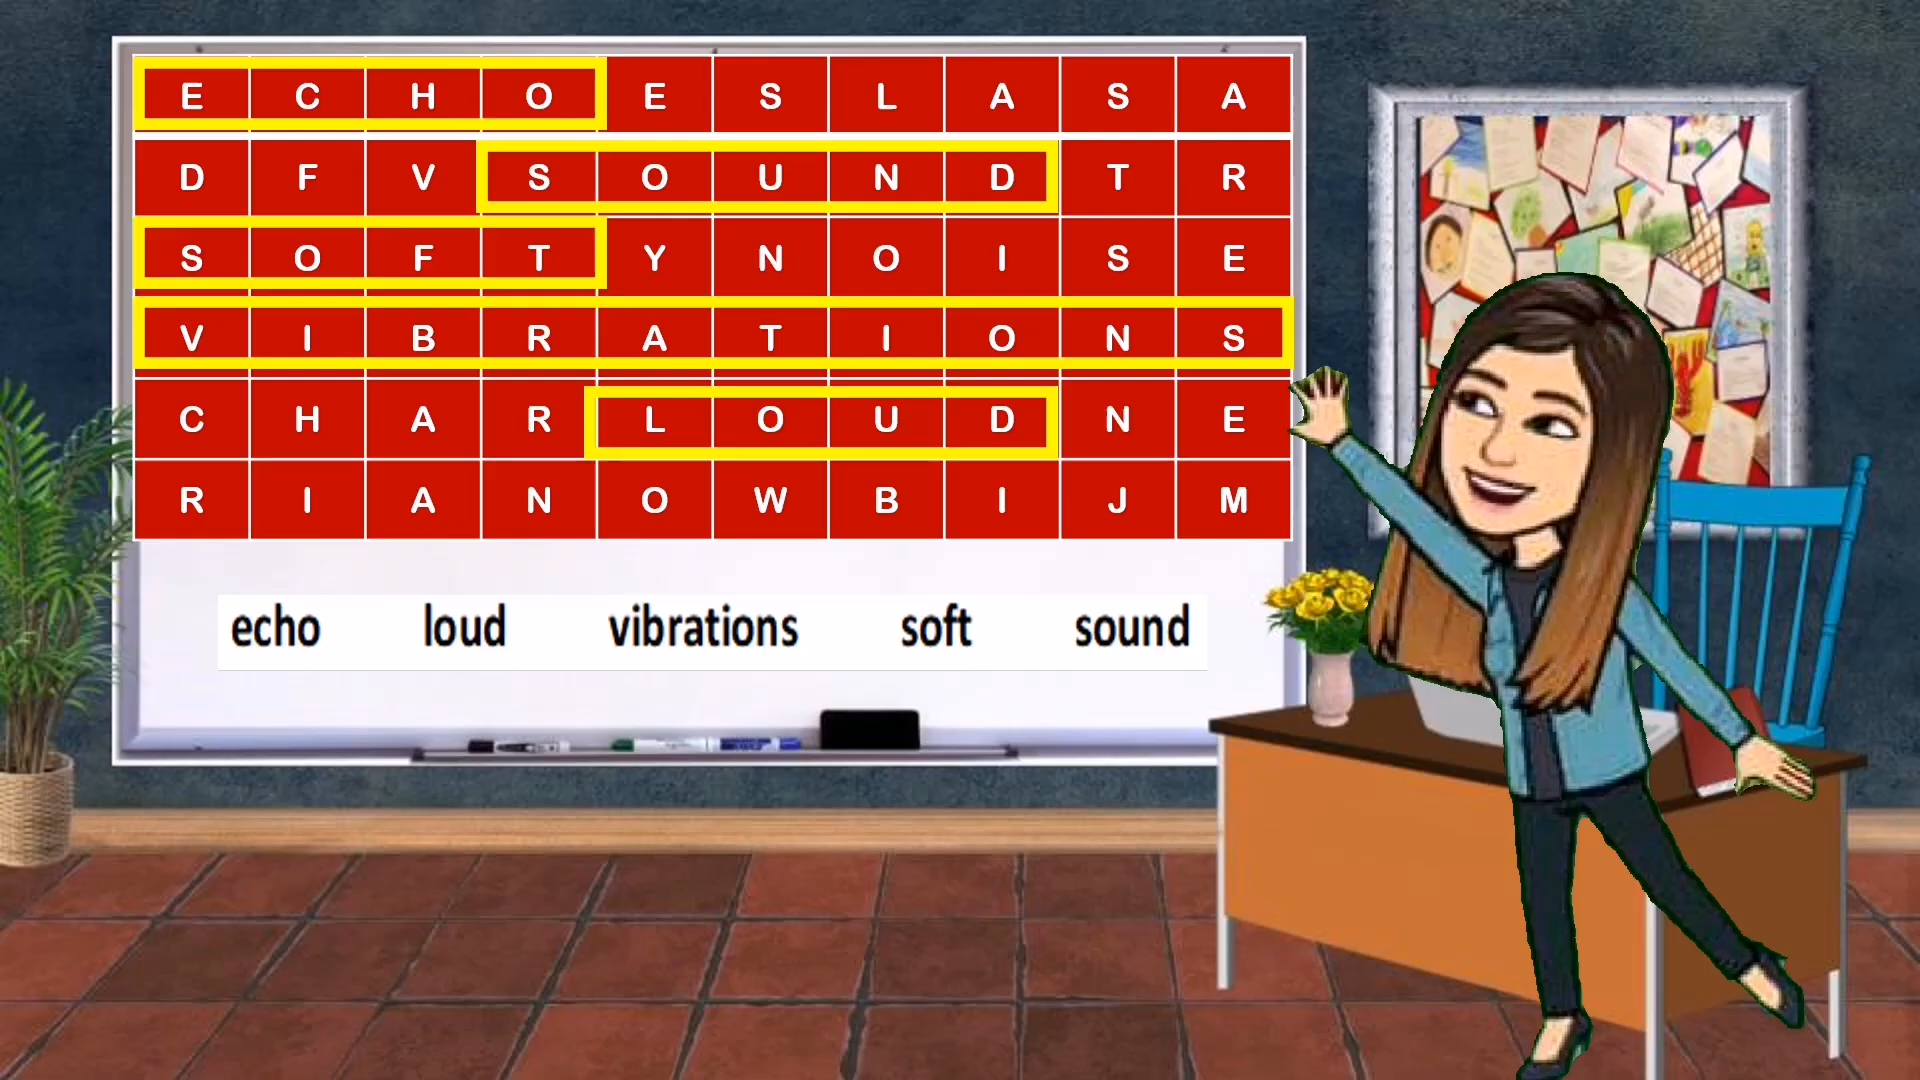 E C H O E S L A S A
D F V S O U N D T R
S O F T Y N O I S E
V I B R A T I O N S
C H A R L O U D N E
R I A N O W B I J M
echo loud vibrations soft sound